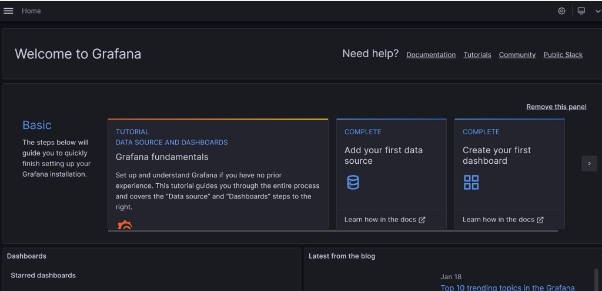 Home
Welcome to Grafana
Need help? Documentation Tutorials Community Public Slack
Remove this panel
Basic
The steps below will
guide you to quickly
finish setting up your
Grafana installation.
TUTORIAL
DATA SOURCE AND DASHBOARDS
Grafana fundamentals
Set up and understand Grafana if you have no prior
experience. This tutorial guides you through the entire process
and covers the "Data source" and "Dashboards" steps to the
right.
COMPLETE
Add your first data
source
Learn how in the docs
COMPLETE
Create your first
dashboard
Learn how in the docs
Dashboards
Starred dashboards
Latest from the blog
Jan 18
Top 10 trending topics in the Grafana